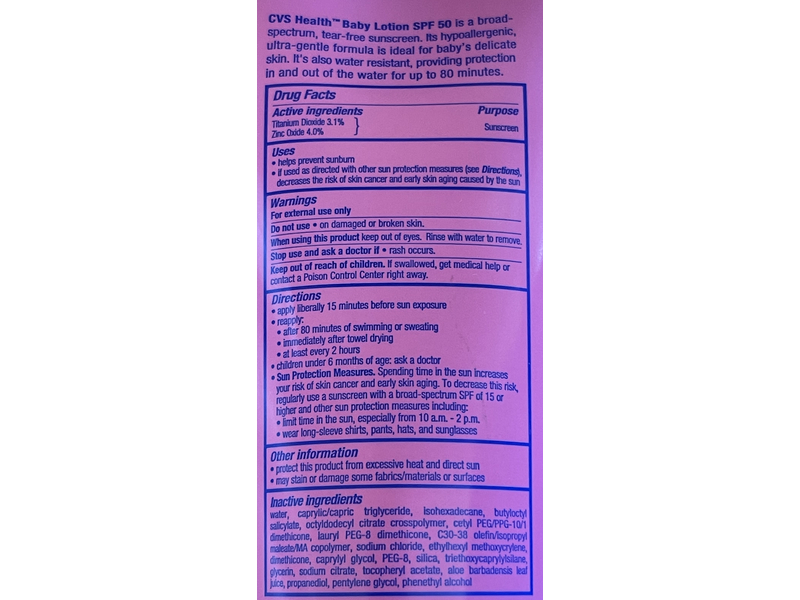 CVS Health™ Baby Lotion SPF 50 is a broad-
spectrum, tear-free sunscreen. Its hypoallergenic,
ultra-gentle formula is ideal for baby's delicate
skin. It's also water resistant, providing protection
in and out of the water for up to 80 minutes.
Drug Facts
Active ingredients Purpose
Titanium Dioxide 3.1% }
Zinc Oxide 4.0% Sunscreen
Uses
• helps prevent sunburn
• if used as directed with other sun protection measures (see Directions),
decreases the risk of skin cancer and early skin aging caused by the sun
Warnings
For external use only
Do not use • on damaged or broken skin.
When using this product keep out of eyes. Rinse with water to remove.
Stop use and ask a doctor if • rash occurs.
Keep out of reach of children. If swallowed, get medical help or
contact a Poison Control Center right away.
Directions
• apply liberally 15 minutes before sun exposure
• reapply:
• after 80 minutes of swimming or sweating
• immediately after towel drying
• at least every 2 hours
• children under 6 months of age: ask a doctor
• Sun Protection Measures. Spending time in the sun increases
your risk of skin cancer and early skin aging. To decrease this risk,
regularly use a sunscreen with a broad-spectrum SPF of 15 or
higher and other sun protection measures including:
• limit time in the sun, especially from 10 a.m. - 2 p.m.
• wear long-sleeve shirts, pants, hats, and sunglasses
Other information
• protect this product from excessive heat and direct sun
• may stain or damage some fabrics/materials or surfaces
Inactive ingredients
water, caprylic/capric triglyceride, isohexadecane, butyloctyl
salicylate, octyldodecyl citrate crosspolymer, cetyl PEG/PPG-10/1
dimethicone, lauryl PEG-8 dimethicone, C30-38 olefin/isopropyl
maleate/MA copolymer, sodium chloride, ethylhexyl methoxycrylene,
dimethicone, caprylyl glycol, PEG-8, silica, triethoxycaprylylsilane,
glycerin, sodium citrate, tocopheryl acetate, aloe barbadensis leaf
juice, propanediol, pentylene glycol, phenethyl alcohol